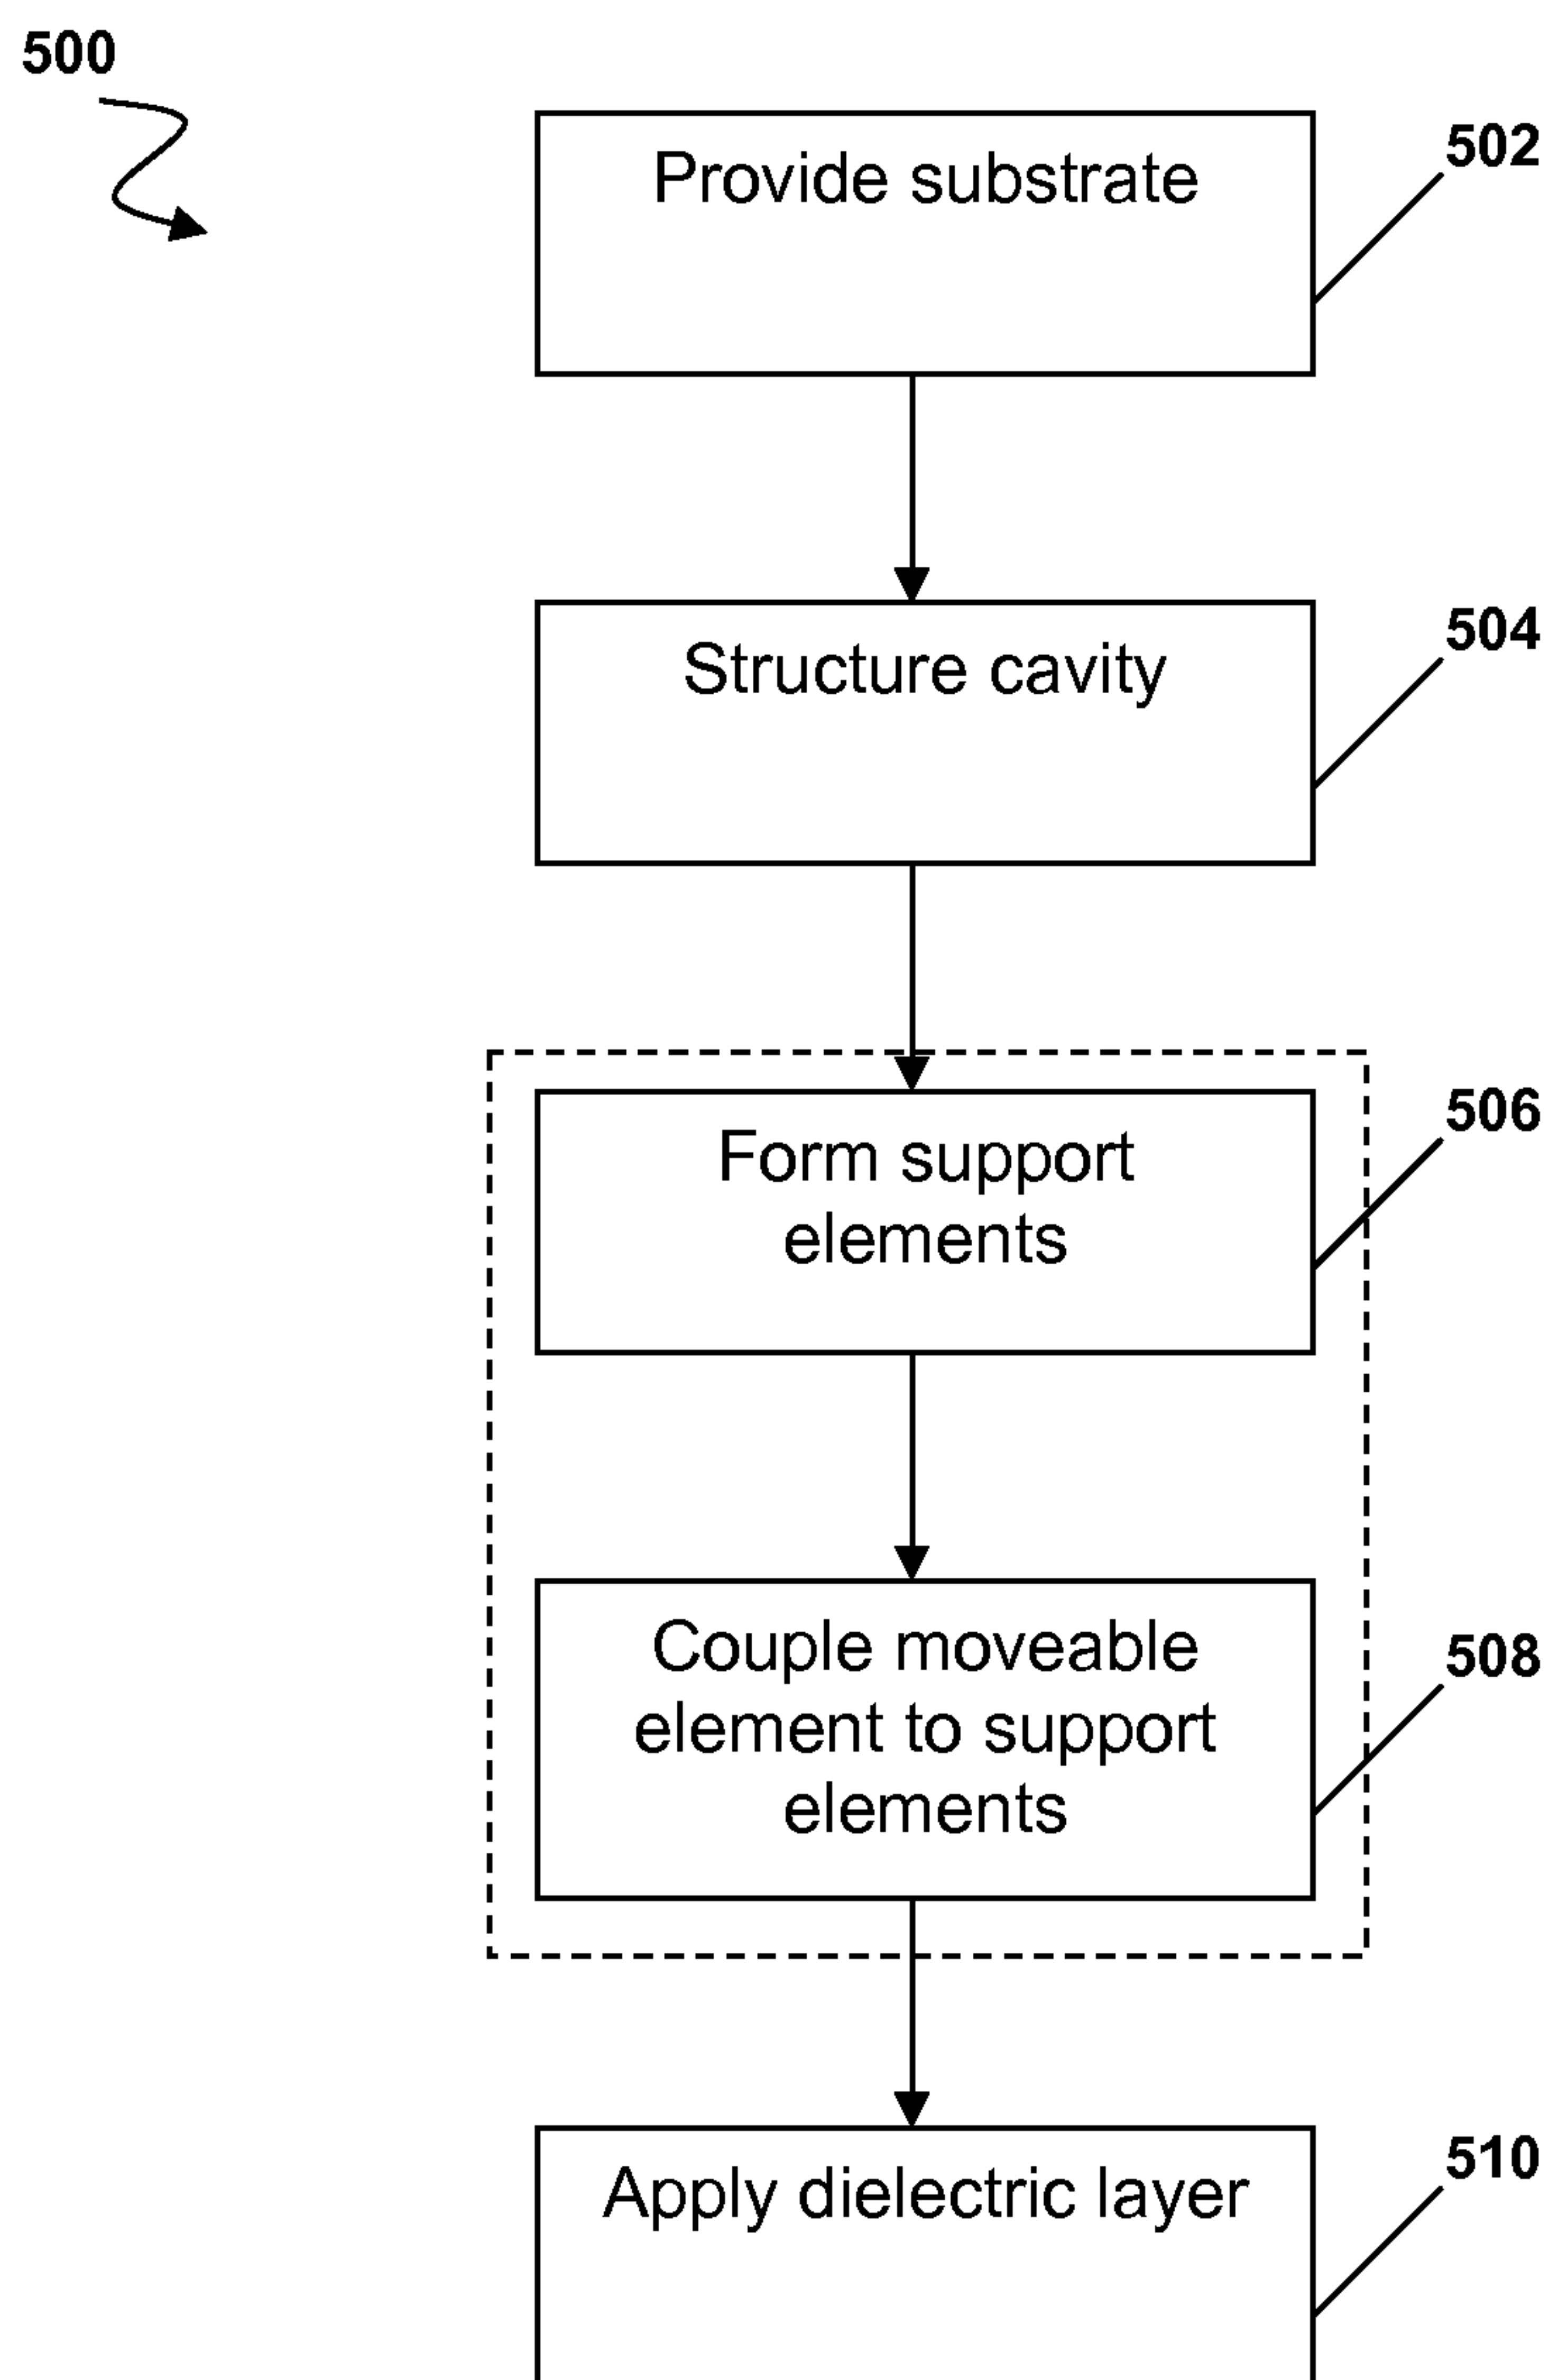 500
Provide substrate
502
Structure cavity
504
Form support
elements
506
Couple moveable
element to support
elements
508
Apply dielectric layer
510